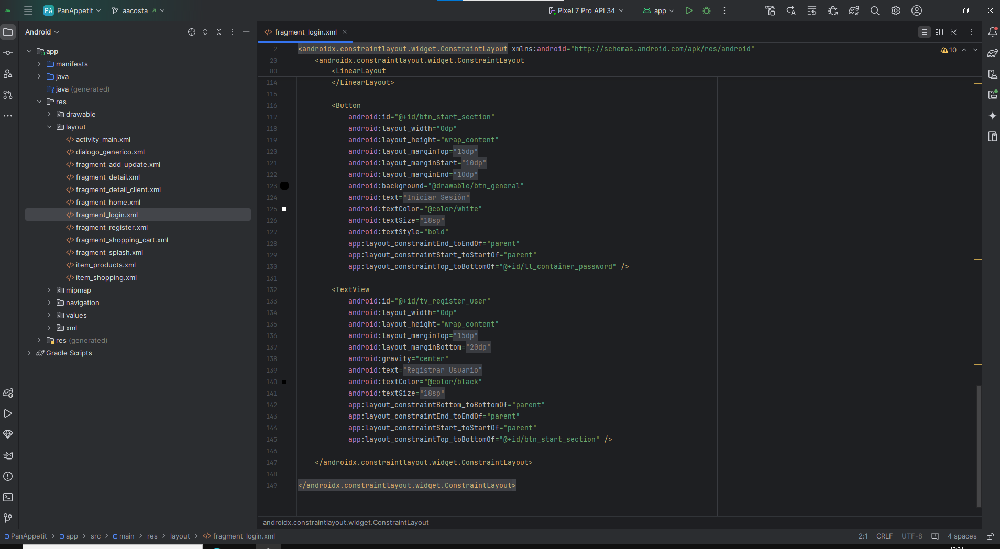 PA PanAppetit aacosta Pixel 7 Pro API 34 app
Android
app
manifests
java
java (generated)
res
drawable
layout
activity_main.xml
dialogo_generico.xml
fragment_add_update.xml
fragment_detail.xml
fragment_detail_client.xml
fragment_home.xml
fragment_login.xml
fragment_register.xml
fragment_shopping_cart.xml
fragment_splash.xml
item_products.xml
item_shopping.xml
mipmap
navigation
values
xml
res (generated)
Gradle Scripts
fragment_login.xml
10
2 <androidx.constraintlayout.widget.ConstraintLayout xmlns:android="http://schemas.android.com/apk/res/android"
20 <androidx.constraintlayout.widget.ConstraintLayout
80 <LinearLayout
114 </LinearLayout>
115
116 <Button
117 android:id="@+id/btn_start_section"
118 android:layout_width="0dp"
119 android:layout_height="wrap_content"
120 android:layout_marginTop="15dp"
121 android:layout_marginStart="10dp"
122 android:layout_marginEnd="10dp"
123 android:background="@drawable/btn_general"
124 android:text="Iniciar Sesión"
125 android:textColor="@color/white"
126 android:textSize="18sp"
127 android:textStyle="bold"
128 app:layout_constraintEnd_toEndOf="parent"
129 app:layout_constraintStart_toStartOf="parent"
130 app:layout_constraintTop_toBottomOf="@+id/ll_container_password" />
131
132 <TextView
133 android:id="@+id/tv_register_user"
134 android:layout_width="0dp"
135 android:layout_height="wrap_content"
136 android:layout_marginTop="15dp"
137 android:layout_marginBottom="20dp"
138 android:gravity="center"
139 android:text="Registrar Usuario"
140 android:textColor="@color/black"
141 android:textSize="18sp"
142 app:layout_constraintBottom_toBottomOf="parent"
143 app:layout_constraintEnd_toEndOf="parent"
144 app:layout_constraintStart_toStartOf="parent"
145 app:layout_constraintTop_toBottomOf="@+id/btn_start_section" />
146
147 </androidx.constraintlayout.widget.ConstraintLayout>
148
149 </androidx.constraintlayout.widget.ConstraintLayout>
androidx.constraintlayout.widget.ConstraintLayout
PanAppetit app src main res layout fragment_login.xml
2:1 CRLF UTF-8 4 spaces